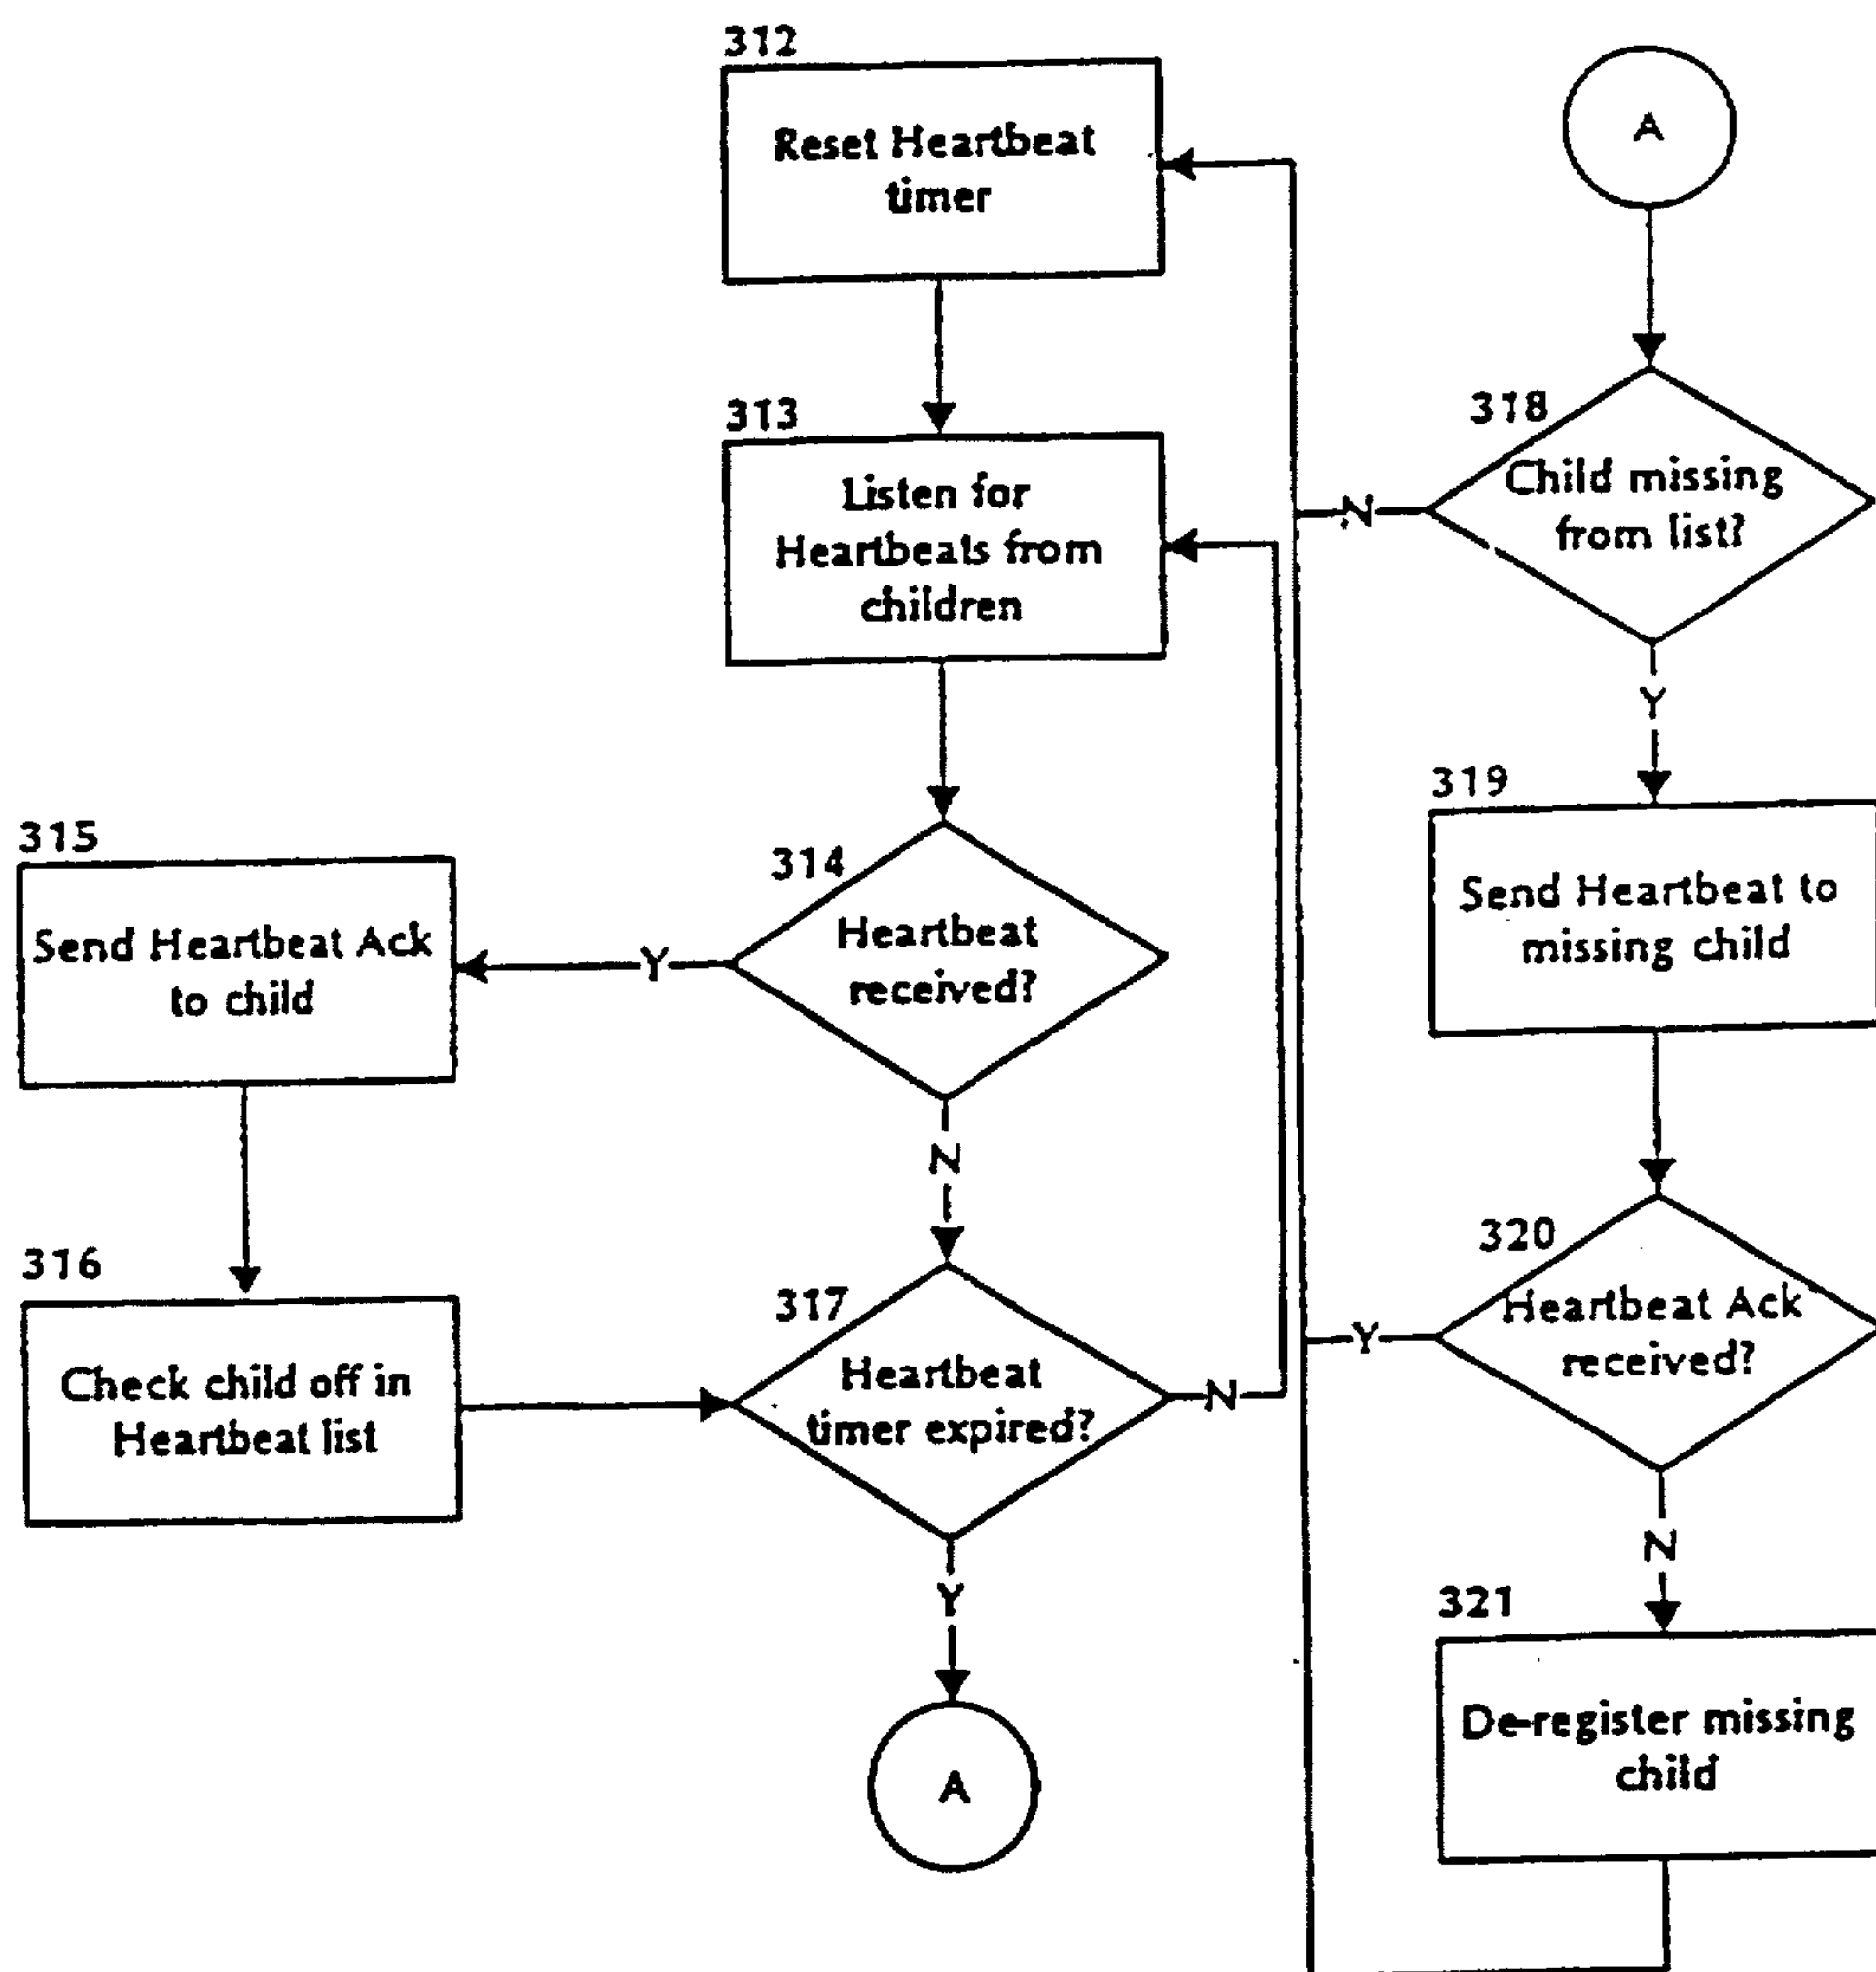 312
Reset Heartbeat
timer
313
Listen for
Heartbeats from
children
314
Heartbeat
received?
Y
N
315
Send Heartbeat Ack
to child
316
Check child off in
Heartbeat list
317
Heartbeat
timer expired?
N
Y
A
A
318
Child missing
from list?
N
Y
319
Send Heartbeat to
missing child
320
Heartbeat Ack
received?
Y
N
321
De-register missing
child